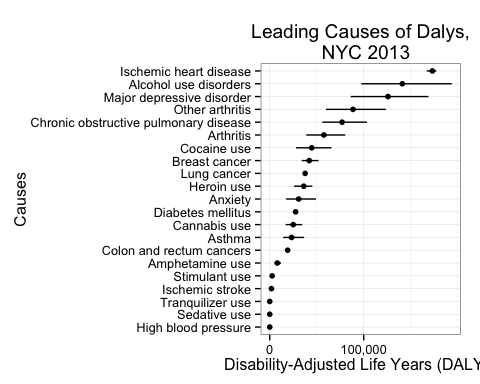 Leading Causes of Dalys,
NYC 2013
Causes
Ischemic heart disease
Alcohol use disorders
Major depressive disorder
Other arthritis
Chronic obstructive pulmonary disease
Arthritis
Cocaine use
Breast cancer
Lung cancer
Heroin use
Anxiety
Diabetes mellitus
Cannabis use
Asthma
Colon and rectum cancers
Amphetamine use
Stimulant use
Ischemic stroke
Tranquilizer use
Sedative use
High blood pressure
0 100,000
Disability-Adjusted Life Years (DALY